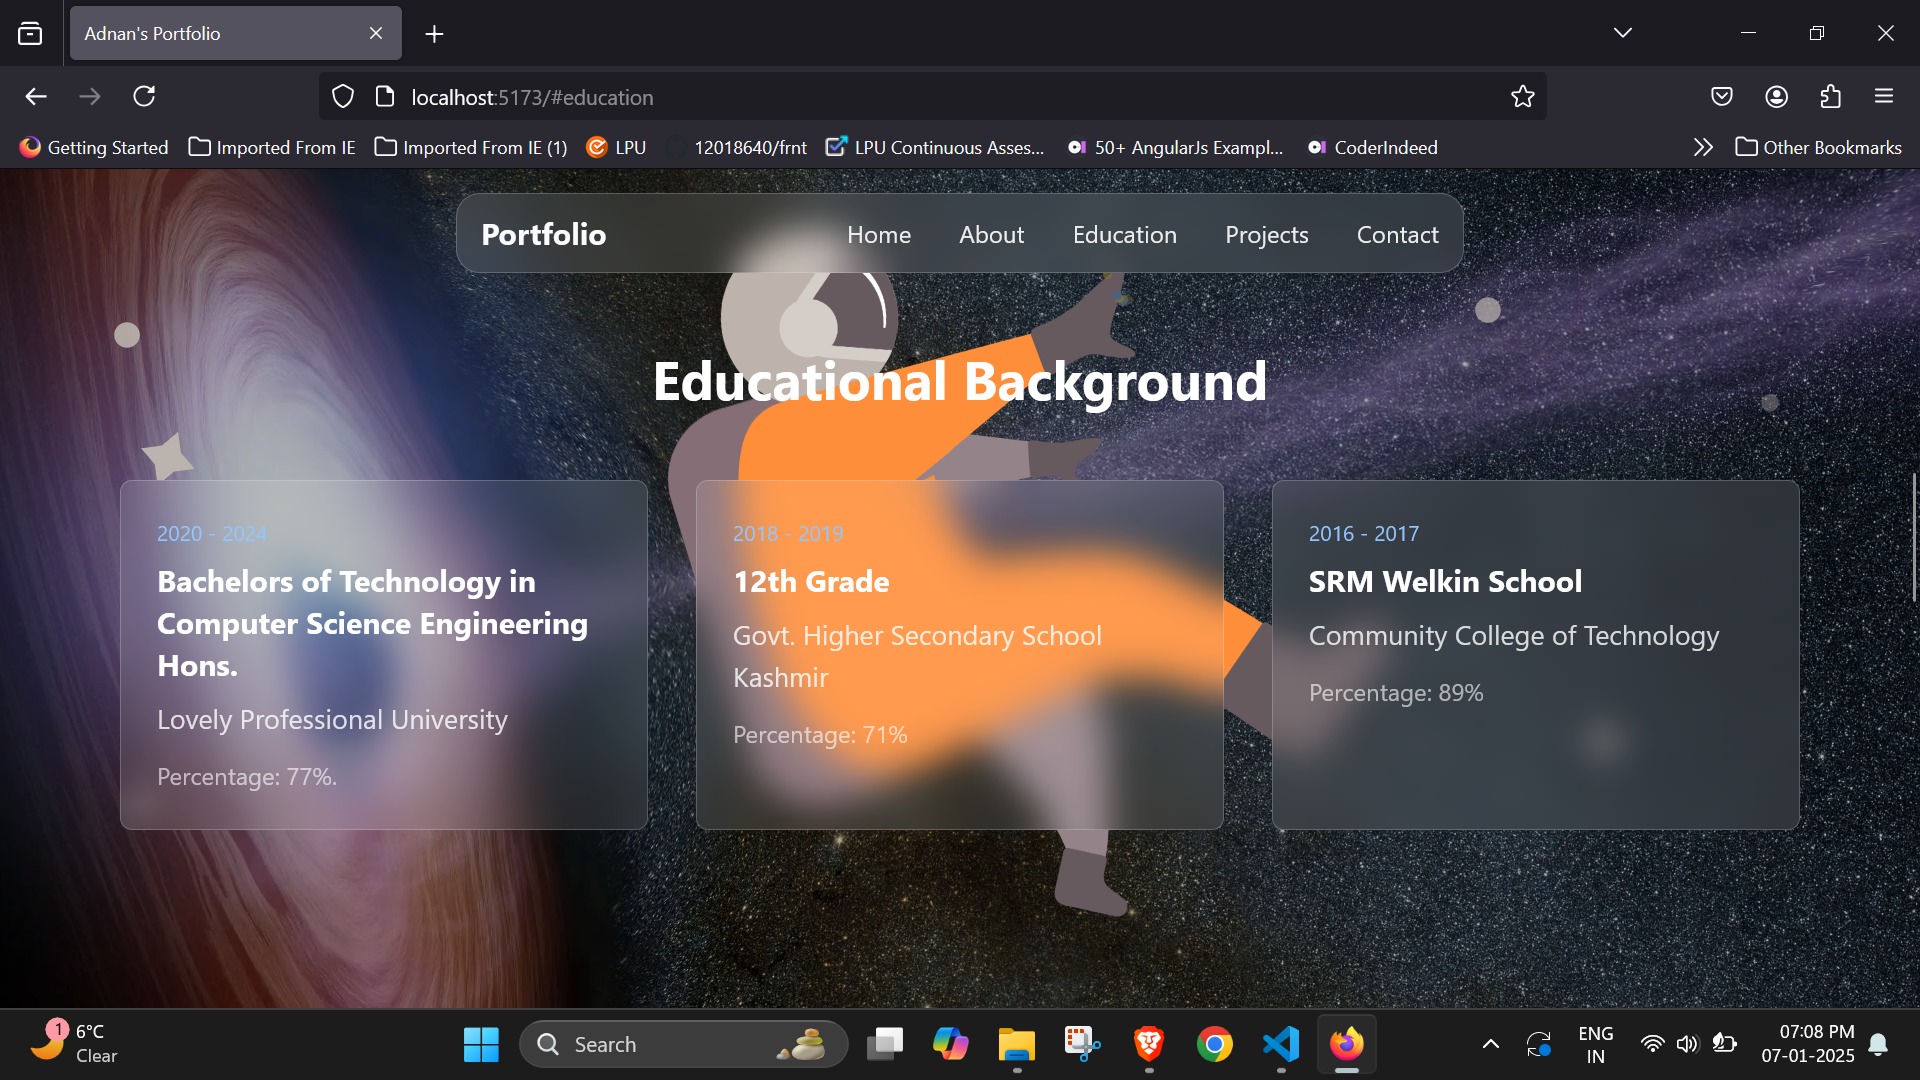 Adnan's Portfolio
localhost:5173/#education
Getting Started
Imported From IE
Imported From IE (1)
LPU
12018640/frnt
LPU Continuous Asses...
50+ AngularJs Exampl...
CoderIndeed
Other Bookmarks
Portfolio
Home
About
Education
Projects
Contact
Educational Background
2020 - 2024
Bachelors of Technology in
Computer Science Engineering
Hons.
Lovely Professional University
Percentage: 77%.
2018 - 2019
12th Grade
Govt. Higher Secondary School
Kashmir
Percentage: 71%
2016 - 2017
SRM Welkin School
Community College of Technology
Percentage: 89%
1
6°C
Clear
Search
ENG
IN
07:08 PM
07-01-2025